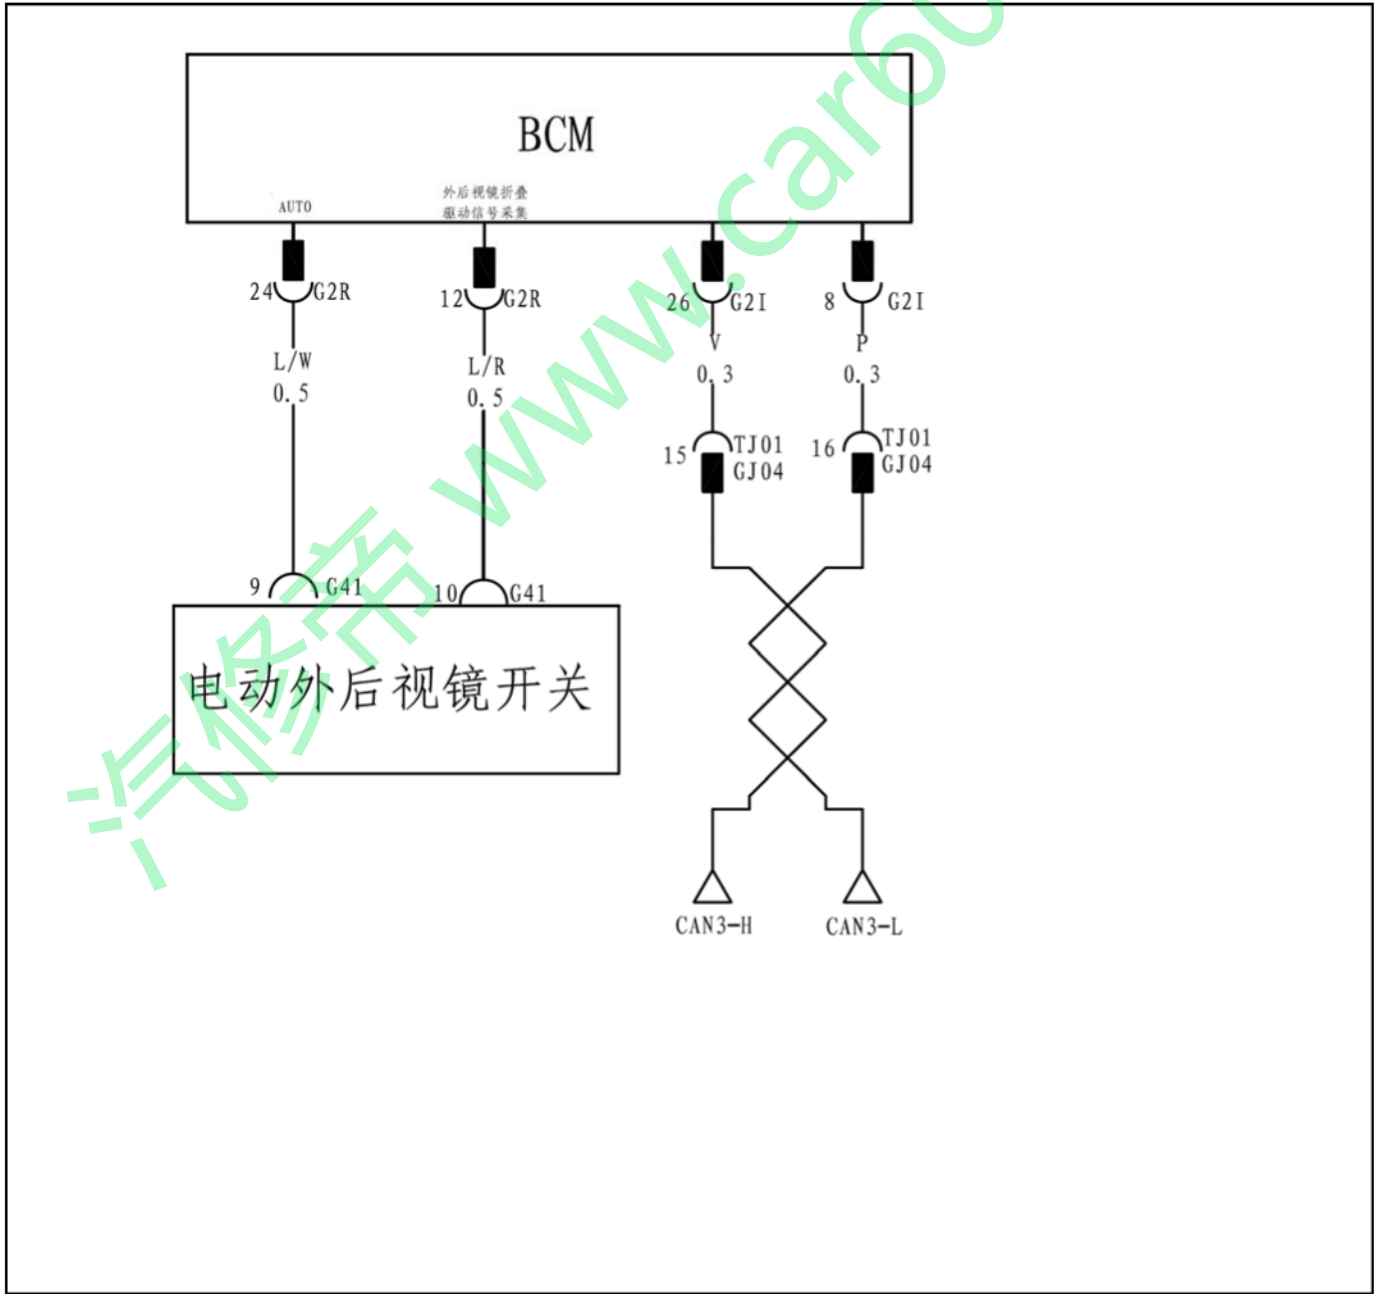 BCM
AUTO
外后视镜折叠
驱动信号采集
24 G2R
12 G2R
26 G2I
8 G2I
L/W
0.5
L/R
0.5
V
0.3
P
0.3
15 TJ01
GJ04
16 TJ01
GJ04
9 G41
10 G41
电动外后视镜开关
CAN3-H
CAN3-L
汽修帝 www.car60